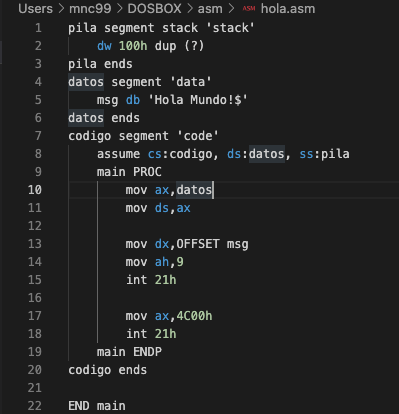 Users > mnc99 > DOSBOX > asm > ASM hola.asm
1 pila segment stack 'stack'
2 dw 100h dup (?)
3 pila ends
4 datos segment 'data'
5 msg db 'Hola Mundo!$'
6 datos ends
7 codigo segment 'code'
8 assume cs:codigo, ds:datos, ss:pila
9 main PROC
10 mov ax,datos
11 mov ds,ax
12
13 mov dx,OFFSET msg
14 mov ah,9
15 int 21h
16
17 mov ax,4C00h
18 int 21h
19 main ENDP
20 codigo ends
21
22 END main